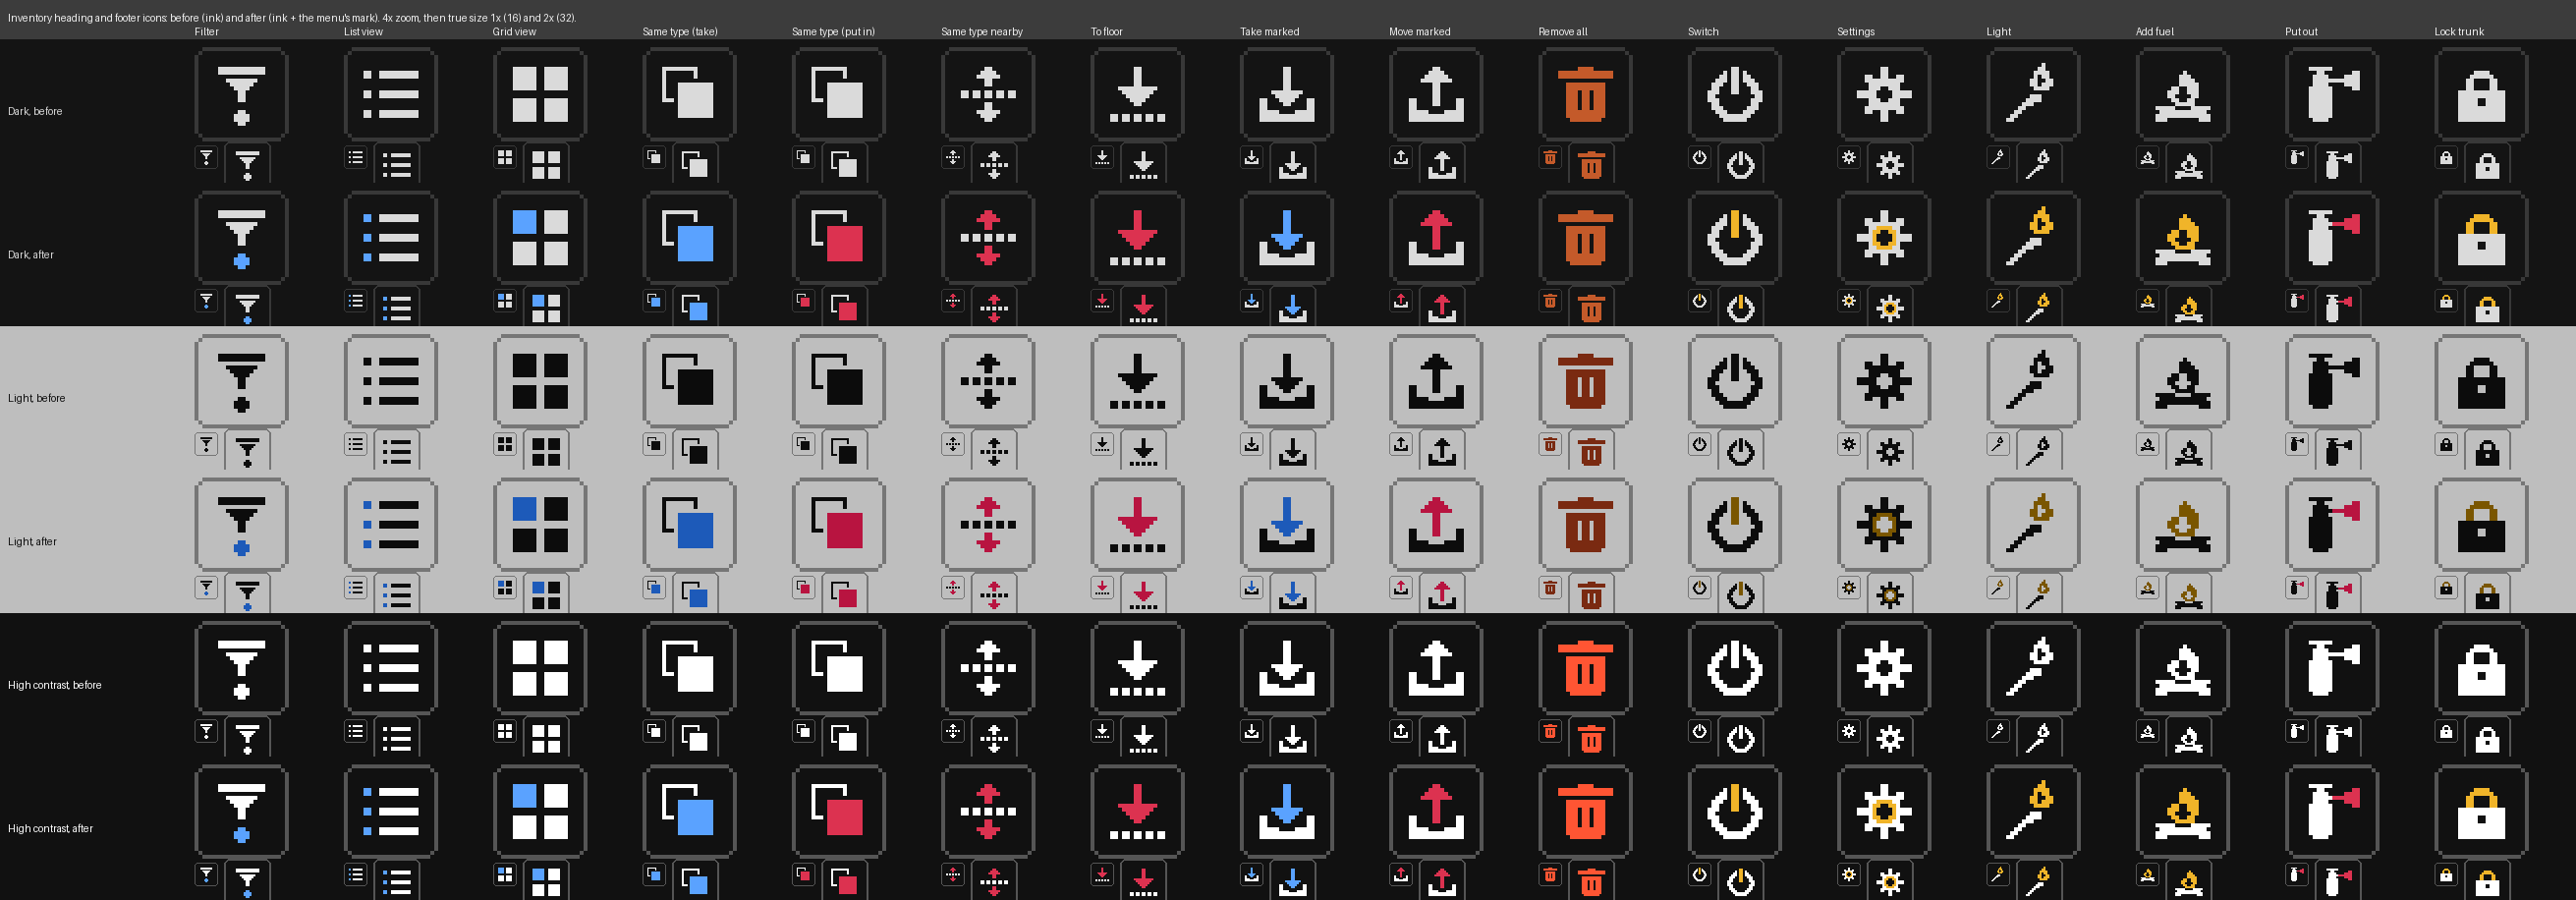 Inventory heading and footer icons: before (ink) and after (ink + the menu's mark). 4x zoom, then true size 1x (16) and 2x (32).
Filter List view Grid view Same type (take) Same type (put in) Same type nearby To floor Take marked Move marked Remove all Switch Settings Light Add fuel Put out Lock trunk
Dark, before
Dark, after
Light, before
Light, after
High contrast, before
High contrast, after